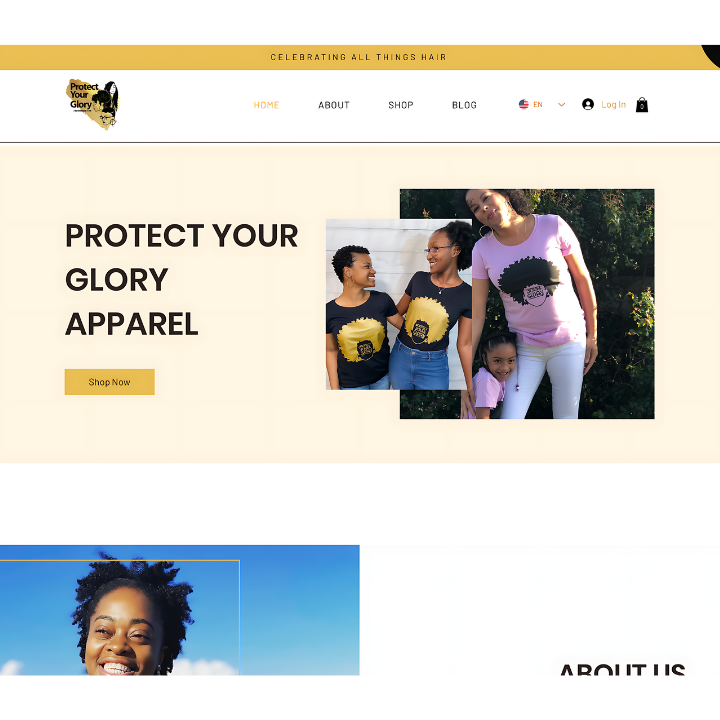 CELEBRATING ALL THINGS HAIR
Protect
Your
Glory
HOME
ABOUT
SHOP
BLOG
EN
Log In
0
PROTECT YOUR
GLORY
APPAREL
Shop Now
ABOUT US